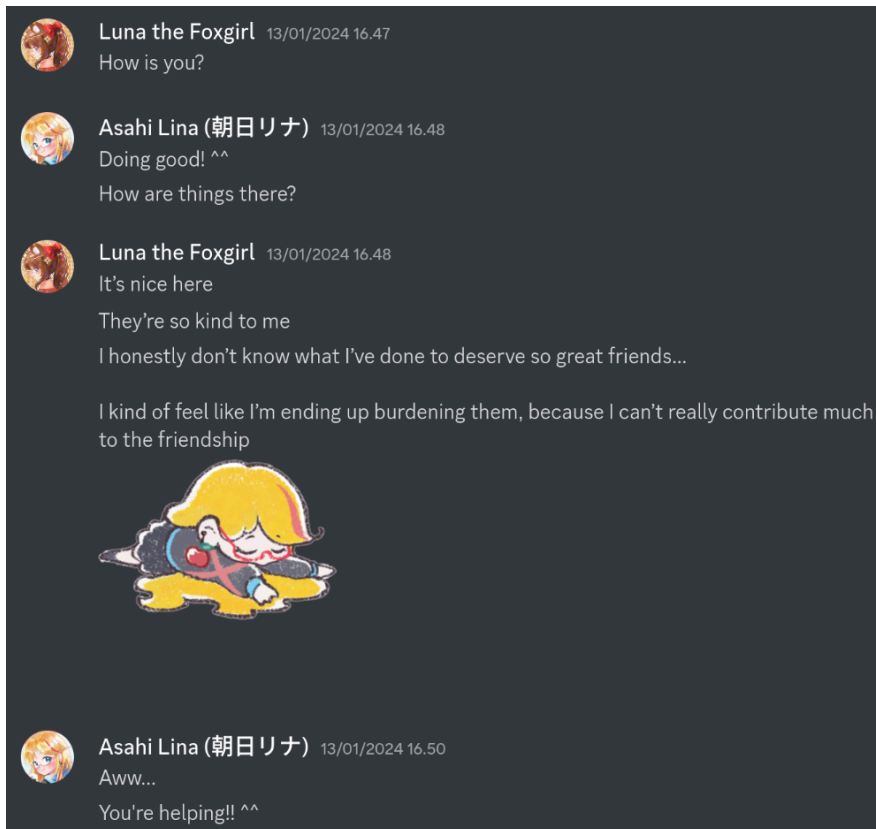 Luna the Foxgirl 13/01/2024 16.47
How is you?
Asahi Lina (朝日リナ) 13/01/2024 16.48
Doing good! ^^
How are things there?
Luna the Foxgirl 13/01/2024 16.48
It’s nice here
They’re so kind to me
I honestly don’t know what I’ve done to deserve so great friends...
I kind of feel like I’m ending up burdening them, because I can’t really contribute much
to the friendship
Asahi Lina (朝日リナ) 13/01/2024 16.50
Aww...
You're helping!! ^^